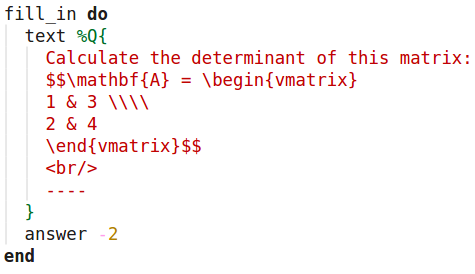 fill_in do
  text %Q{
    Calculate the determinant of this matrix:
    $$\mathbf{A} = \begin{vmatrix}
    1 & 3 \\\\
    2 & 4
    \end{vmatrix}$$
    <br/>
    ----
  }
  answer -2
end